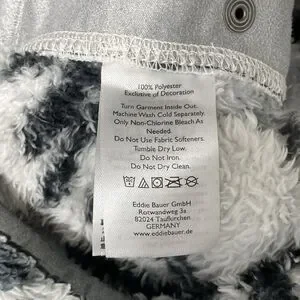 100% Polyester
Exclusive of Decoration
Turn Garment Inside Out.
Machine Wash Cold Separately.
Only Non-Chlorine Bleach As
Needed.
Do Not Use Fabric Softeners.
Tumble Dry Low.
Do Not Iron.
Do Not Dry Clean.
Eddie Bauer GmbH
Rotwandweg 3a
82024 Taufkirchen
GERMANY
www.eddiebauer.de